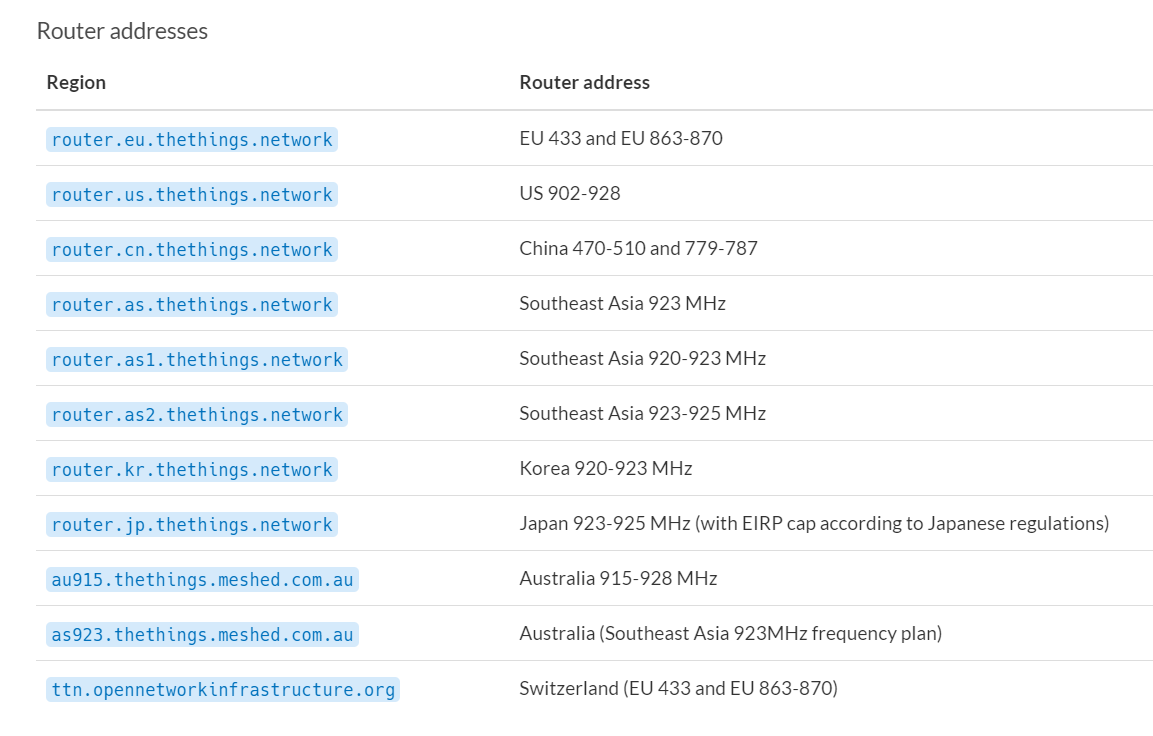 Router addresses
Region Router address
router.eu.thethings.network EU 433 and EU 863-870
router.us.thethings.network US 902-928
router.cn.thethings.network China 470-510 and 779-787
router.as.thethings.network Southeast Asia 923 MHz
router.as1.thethings.network Southeast Asia 920-923 MHz
router.as2.thethings.network Southeast Asia 923-925 MHz
router.kr.thethings.network Korea 920-923 MHz
router.jp.thethings.network Japan 923-925 MHz (with EIRP cap according to Japanese regulations)
au915.thethings.meshed.com.au Australia 915-928 MHz
as923.thethings.meshed.com.au Australia (Southeast Asia 923MHz frequency plan)
ttn.opennetworkinfrastructure.org Switzerland (EU 433 and EU 863-870)